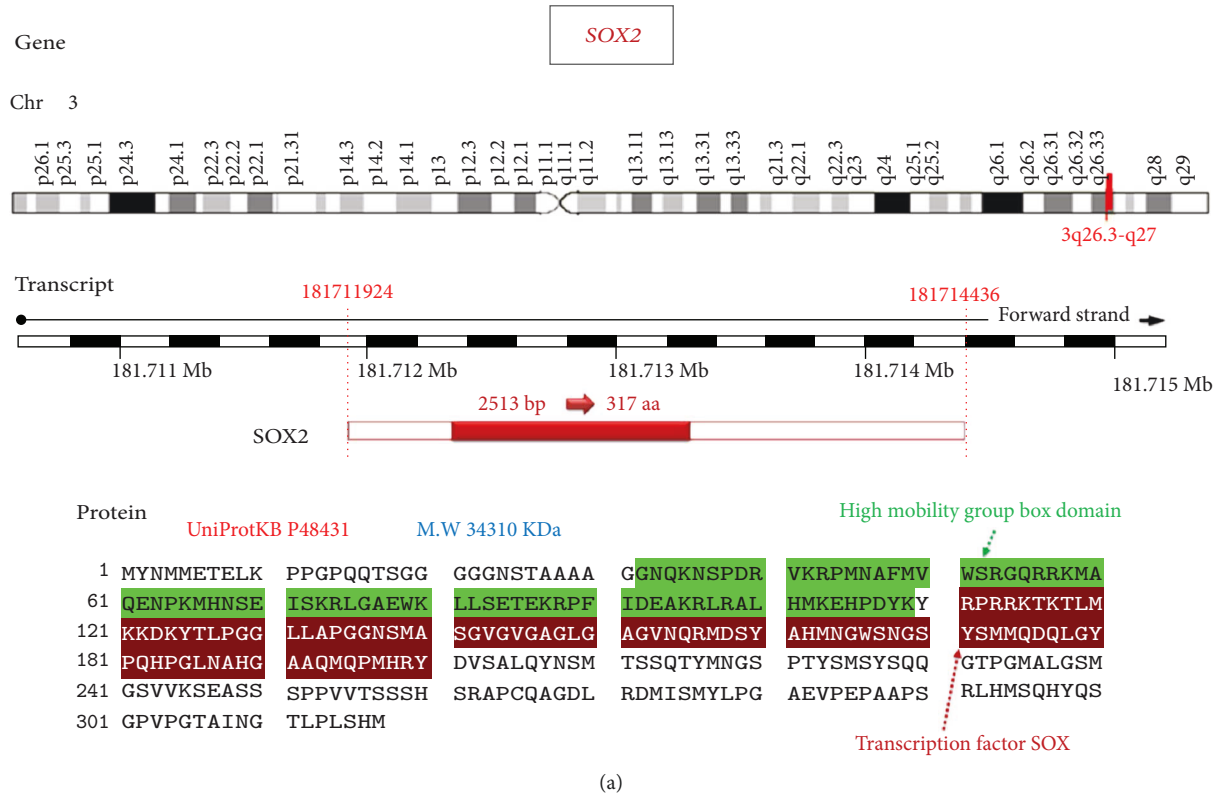 SOX2
Gene
Chr 3
p26.1 p25.3 p25.1 p24.3 p24.1 p22.3 p22.2 p22.1 p21.31 p14.3 p14.2 p14.1 p13 p12.3 p12.2 p12.1 p11.1 q11.1 q11.2 q13.11 q13.13 q13.31 q13.33 q21.3 q22.1 q22.3 q23 q24 q25.1 q25.2 q26.1 q26.2 q26.31 q26.32 q26.33 q28 q29
3q26.3-q27
Transcript
181711924 181714436
Forward strand
181.711 Mb 181.712 Mb 181.713 Mb 181.714 Mb 181.715 Mb
2513 bp 317 aa
SOX2
Protein
UniProtKB P48431 M.W 34310 KDa
High mobility group box domain
1 MYNMMETELK PPGPQQTSGG GGGNSTAAAA GGNQKNSPDR VKRPMNAFMV WSRGQRRKMA
61 QENPKMHNSE ISKRLGAEWK LLSETEKRPF IDEAKRLRAL HMKEHPDYKY RPRRKTKTLM
121 KKDKYTLPGG LLAPGGNSMA SGVGVGAGLG AGVNQRMDSY AHMNGWSNGS YSMMQDQLGY
181 PQHPGLNAHG AAQMQPMHRY DVSALQYNSM TSSQTYMNGS PTYSMSYSQQ GTPGMALGSM
241 GSVVKSEASS SPPVVTSSSH SRAPCQAGDL RDMISMYLPG AEVPEPAAPS RLHMSQHYQS
301 GPVPGTAING TLPLSHM
Transcription factor SOX
(a)